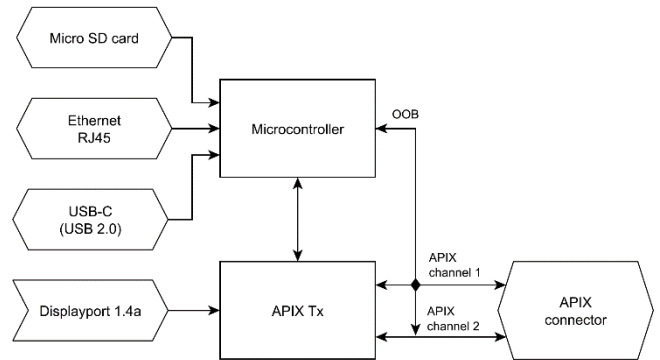 Micro SD card
Ethernet
RJ45
USB-C
(USB 2.0)
Displayport 1.4a
Microcontroller
OOB
APIX Tx
APIX
channel 1
APIX
channel 2
APIX
connector